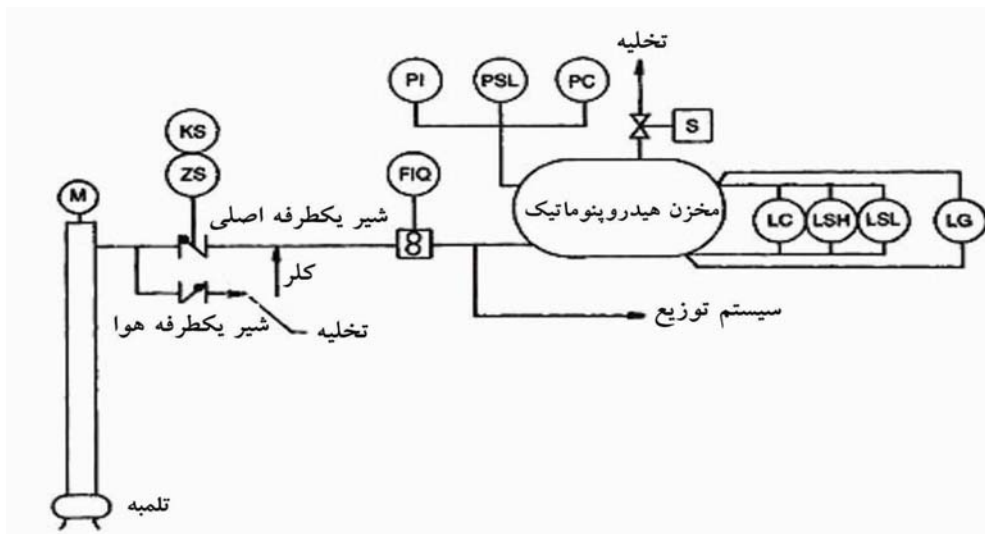 تخلیه
PI
PSL
PC
S
KS
ZS
M
FIQ
شیر یکطرفه اصلی
مخزن هیدروپنوماتیک
LC
LSH
LSL
LG
8
کلر
شیر یکطرفه هوا
تخلیه
سیستم توزیع
تلمبه